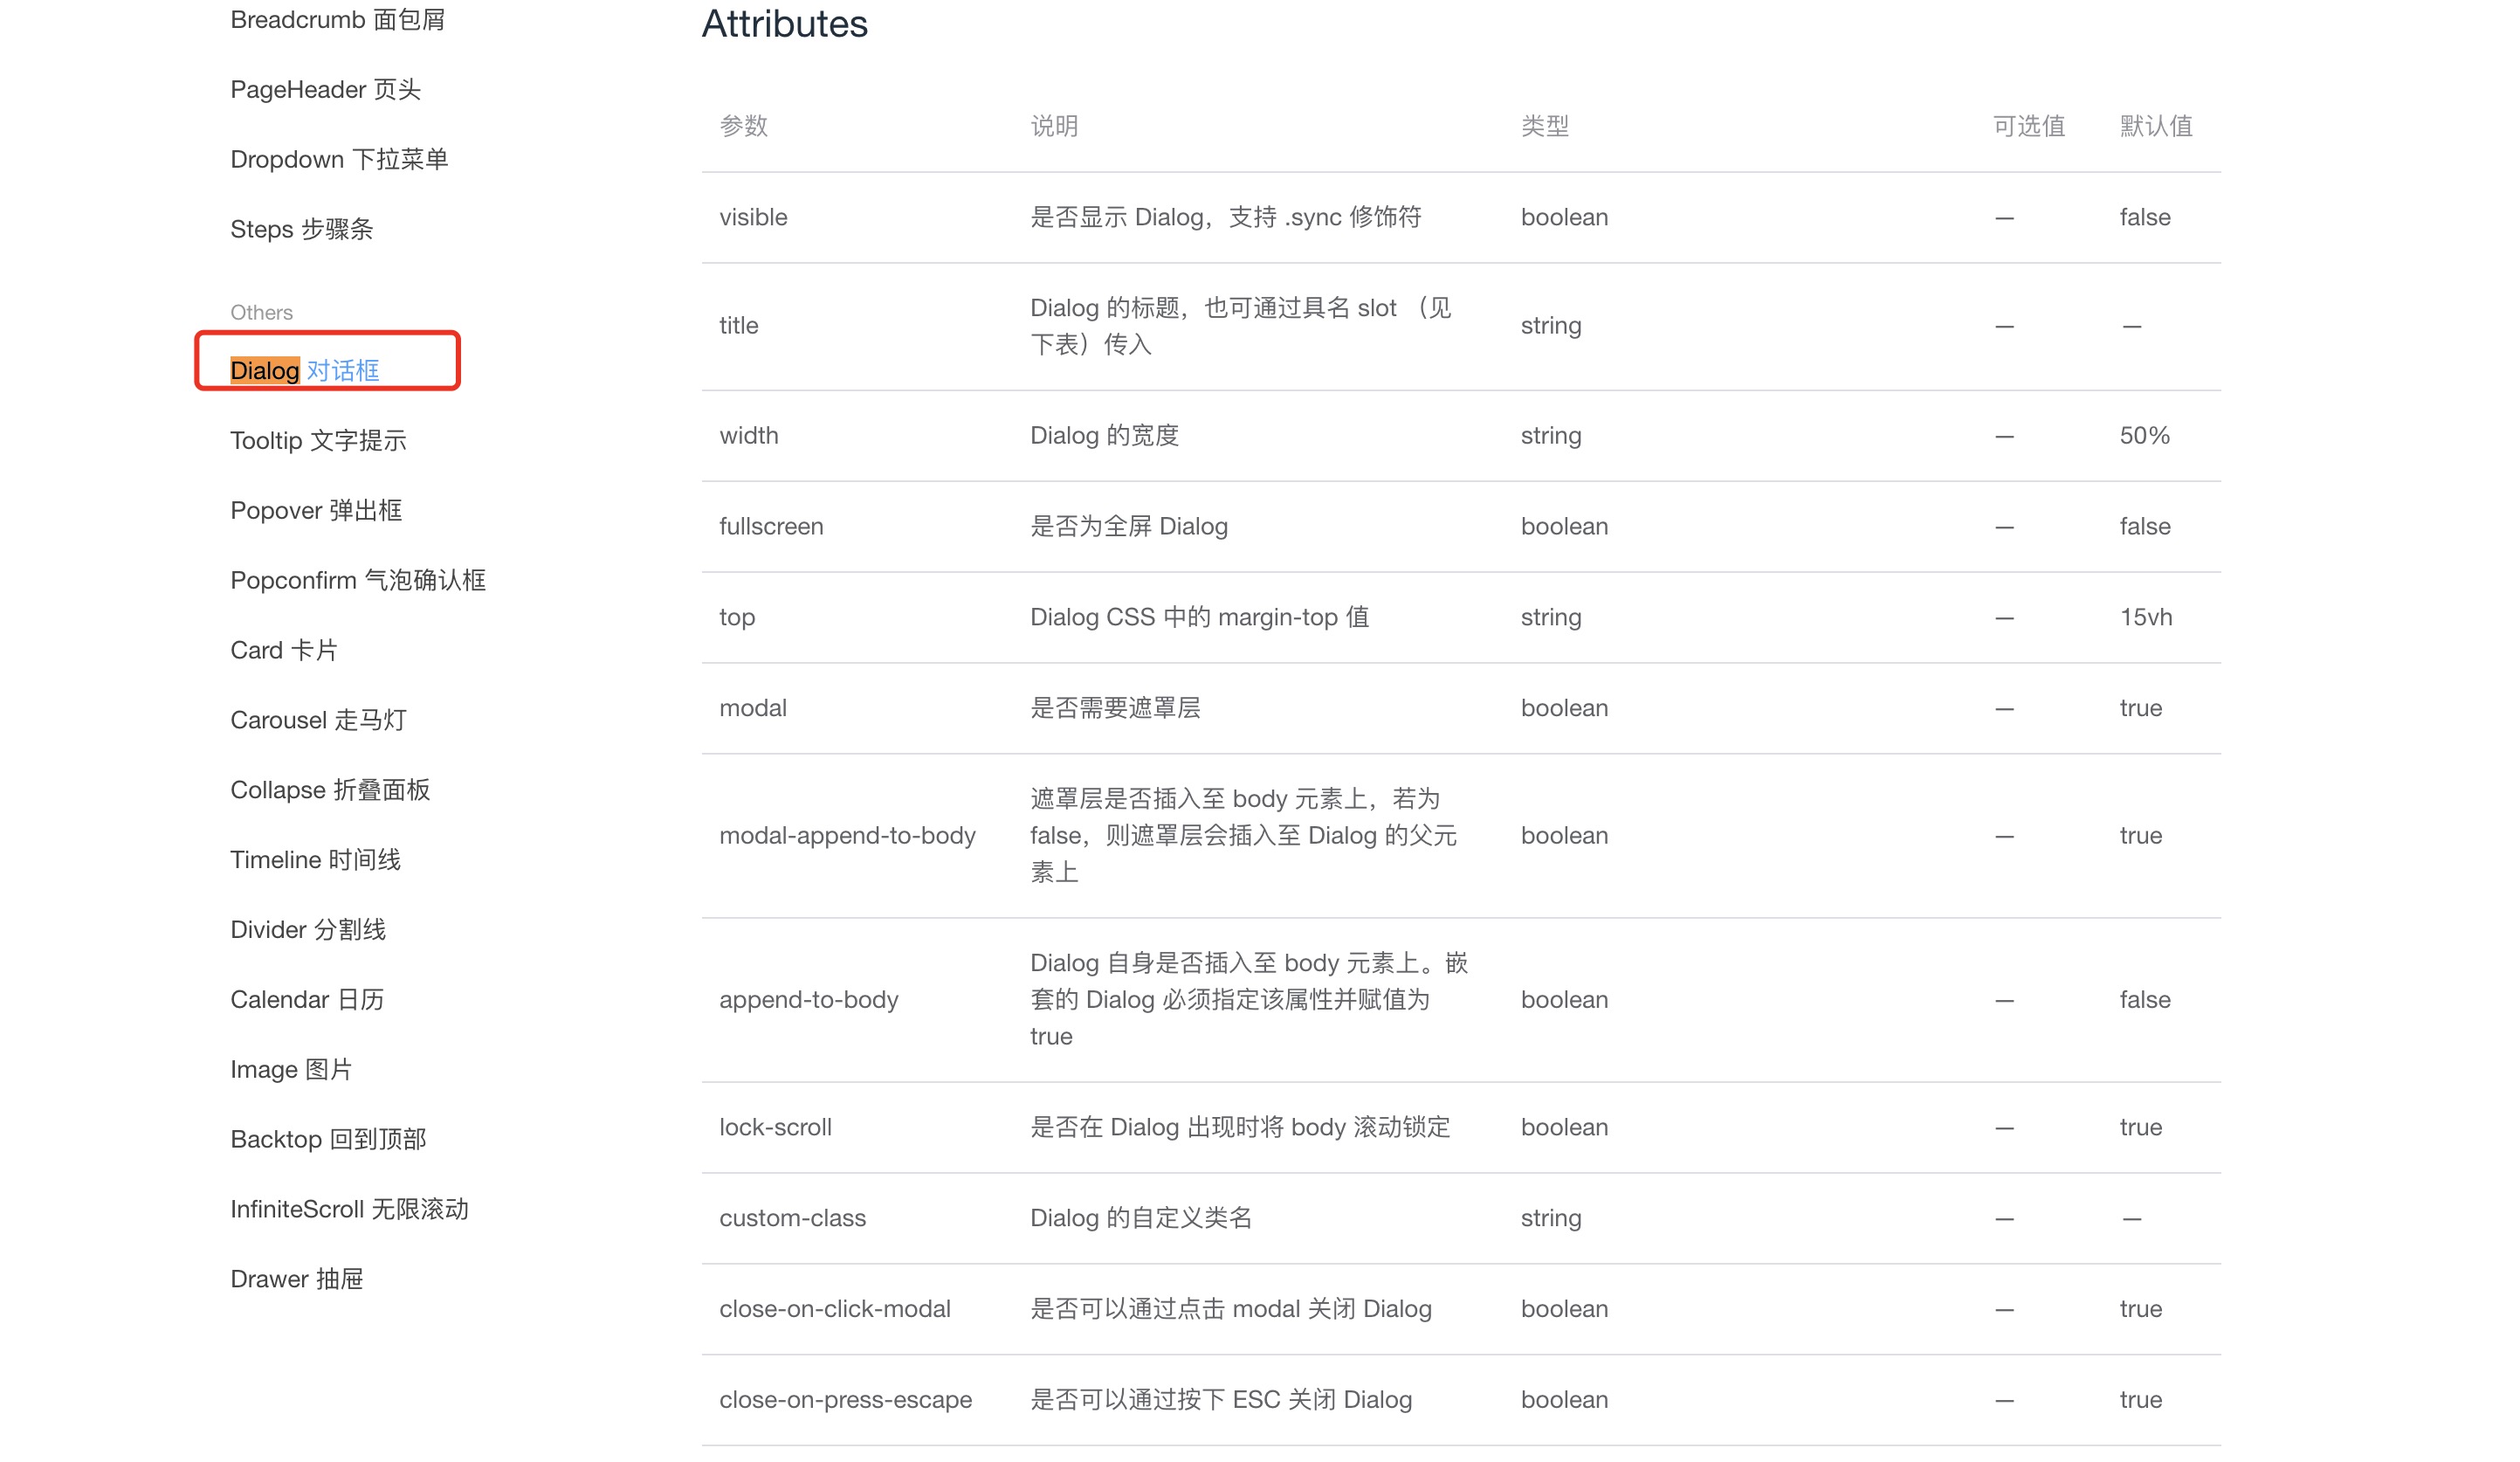 Breadcrumb 面包屑
PageHeader 页头
Dropdown 下拉菜单
Steps 步骤条
Others
Dialog 对话框
Tooltip 文字提示
Popover 弹出框
Popconfirm 气泡确认框
Card 卡片
Carousel 走马灯
Collapse 折叠面板
Timeline 时间线
Divider 分割线
Calendar 日历
Image 图片
Backtop 回到顶部
InfiniteScroll 无限滚动
Drawer 抽屉
Attributes
参数 说明 类型 可选值 默认值
visible 是否显示 Dialog，支持 .sync 修饰符 boolean — false
title Dialog 的标题，也可通过具名 slot （见
下表）传入 string — —
width Dialog 的宽度 string — 50%
fullscreen 是否为全屏 Dialog boolean — false
top Dialog CSS 中的 margin-top 值 string — 15vh
modal 是否需要遮罩层 boolean — true
modal-append-to-body 遮罩层是否插入至 body 元素上，若为
false，则遮罩层会插入至 Dialog 的父元
素上 boolean — true
append-to-body Dialog 自身是否插入至 body 元素上。嵌
套的 Dialog 必须指定该属性并赋值为
true boolean — false
lock-scroll 是否在 Dialog 出现时将 body 滚动锁定 boolean — true
custom-class Dialog 的自定义类名 string — —
close-on-click-modal 是否可以通过点击 modal 关闭 Dialog boolean — true
close-on-press-escape 是否可以通过按下 ESC 关闭 Dialog boolean — true